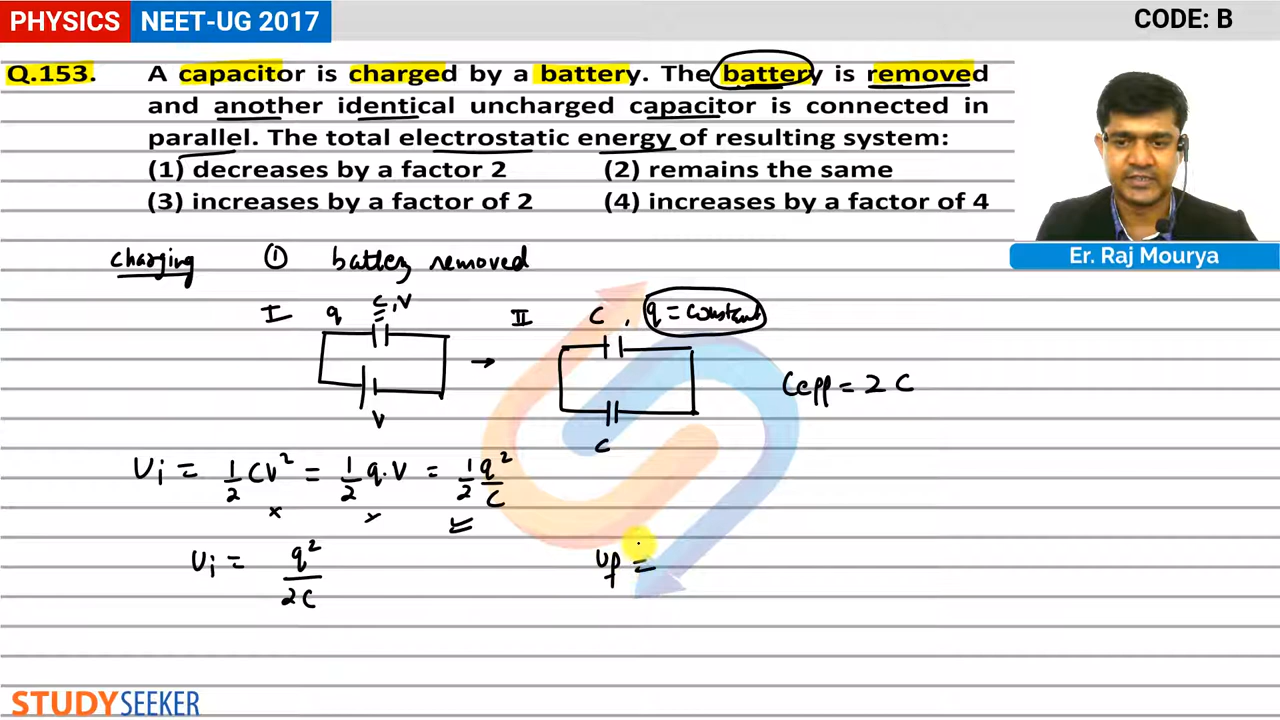 PHYSICS NEET-UG 2017
CODE: B
Q.153. A capacitor is charged by a battery. The battery is removed
and another identical uncharged capacitor is connected in
parallel. The total electrostatic energy of resulting system:
(1) decreases by a factor 2 (2) remains the same
(3) increases by a factor of 2 (4) increases by a factor of 4
Er. Raj Mourya
charging ① battery removed
I q C, V II C, q = constant
V
C
Ceff = 2C
Ui = 1/2 CV² = 1/2 q.V = 1/2 q²/C
Ui = q²/2C Uf =
STUDYSEEKER